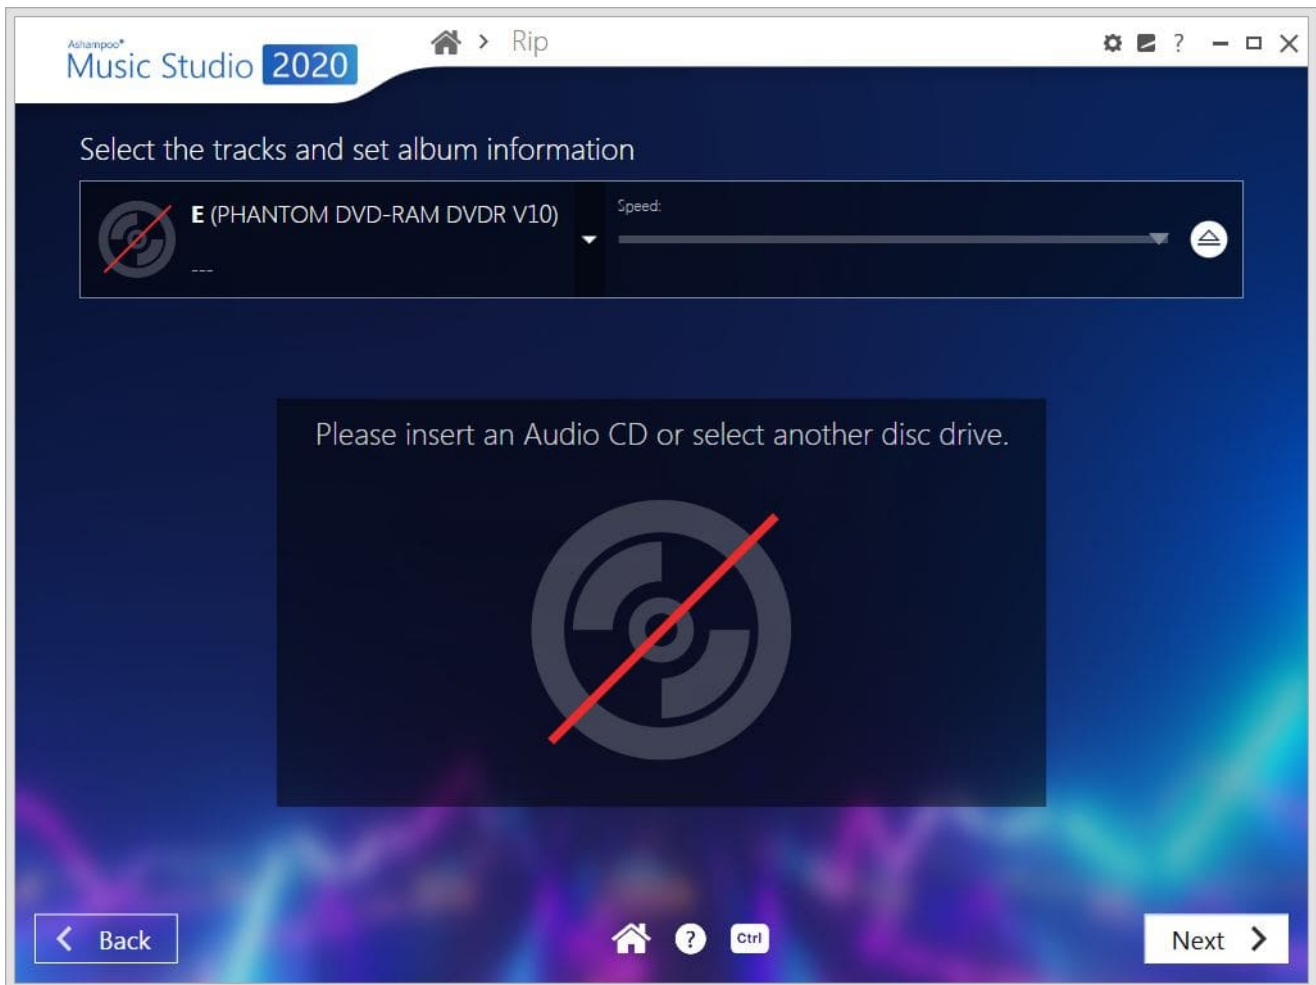 Ashampoo®
Music Studio 2020
Rip
?
Select the tracks and set album information
E (PHANTOM DVD-RAM DVDR V10)
Speed:
---
Please insert an Audio CD or select another disc drive.
Back
?
Ctrl
Next